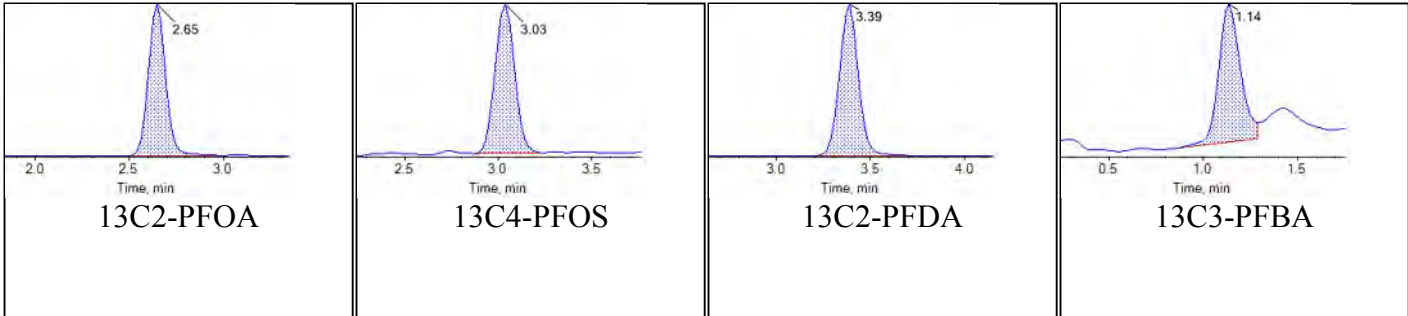 2.65
2.0 2.5 3.0
Time, min
13C2-PFOA
3.03
2.5 3.0 3.5
Time, min
13C4-PFOS
3.39
3.0 3.5 4.0
Time, min
13C2-PFDA
1.14
0.5 1.0 1.5
Time, min
13C3-PFBA